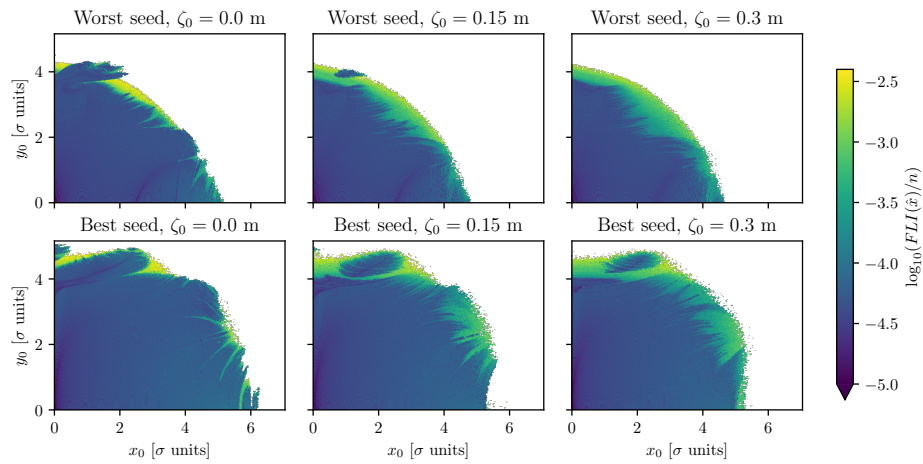 Worst seed, ζ₀ = 0.0 m
Worst seed, ζ₀ = 0.15 m
Worst seed, ζ₀ = 0.3 m
y₀ [σ units]
4
2
0
Best seed, ζ₀ = 0.0 m
Best seed, ζ₀ = 0.15 m
Best seed, ζ₀ = 0.3 m
y₀ [σ units]
4
2
0
0 2 4 6
0 2 4 6
0 2 4 6
x₀ [σ units]
x₀ [σ units]
x₀ [σ units]
−2.5
−3.0
−3.5
−4.0
−4.5
−5.0
log₁₀(FLI(x̂)/n)